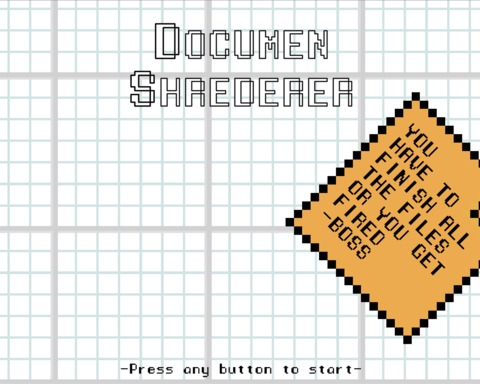 DOCUMEN
SHREDERER
YOU
HAVE TO
FINISH ALL
THE FILES
OR YOU GET
FIRED
-BOSS
-Press any button to start-